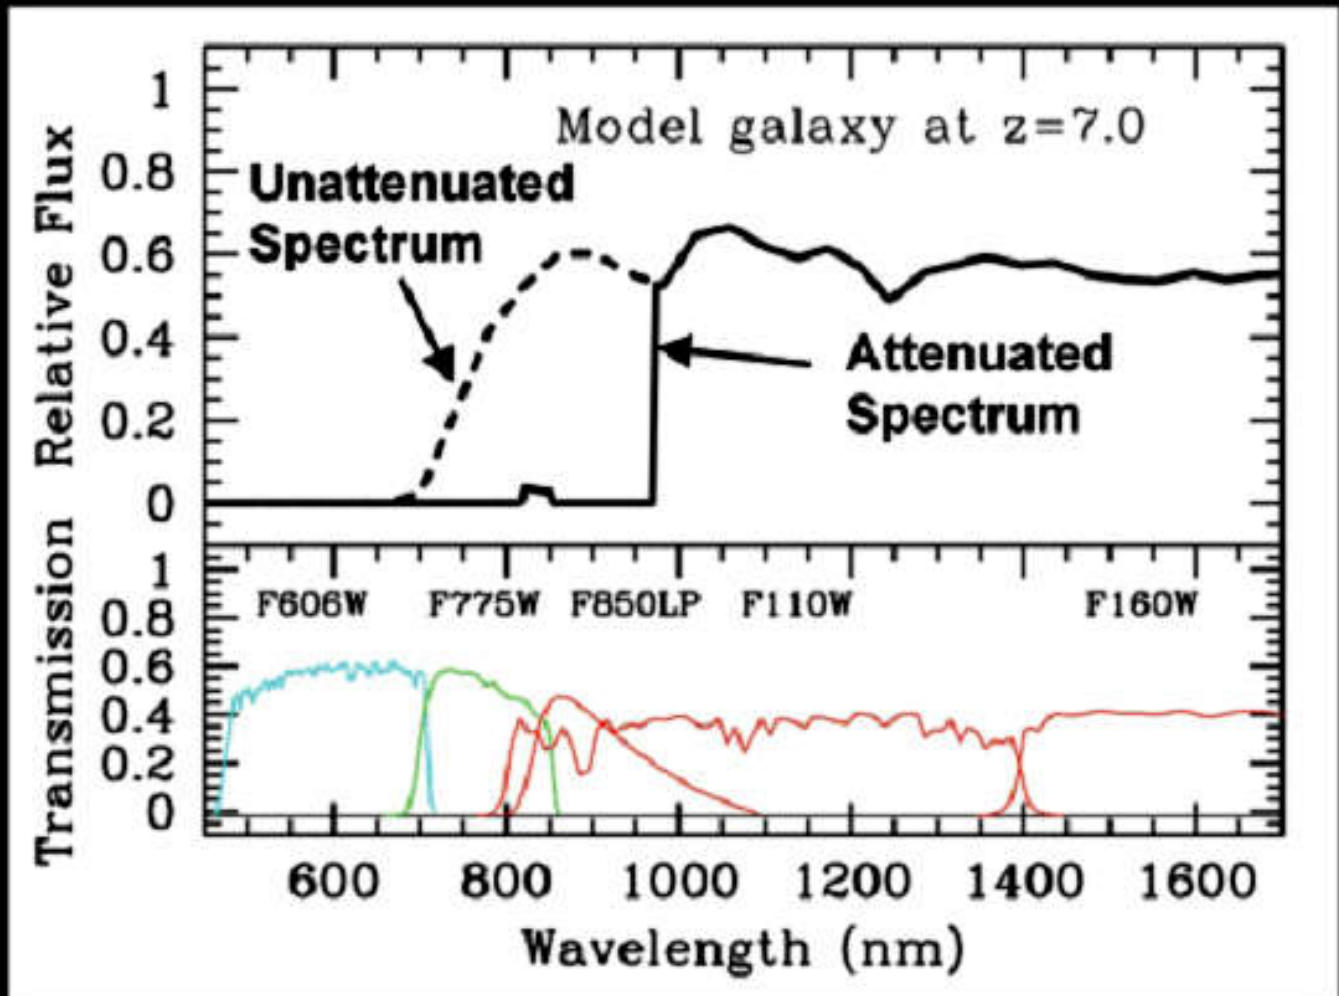 Model galaxy at z=7.0
Unattenuated
Spectrum
Attenuated
Spectrum
Relative Flux
1
0.8
0.6
0.4
0.2
0
F606W F775W F850LP F110W F160W
Transmission
1
0.8
0.6
0.4
0.2
0
600 800 1000 1200 1400 1600
Wavelength (nm)